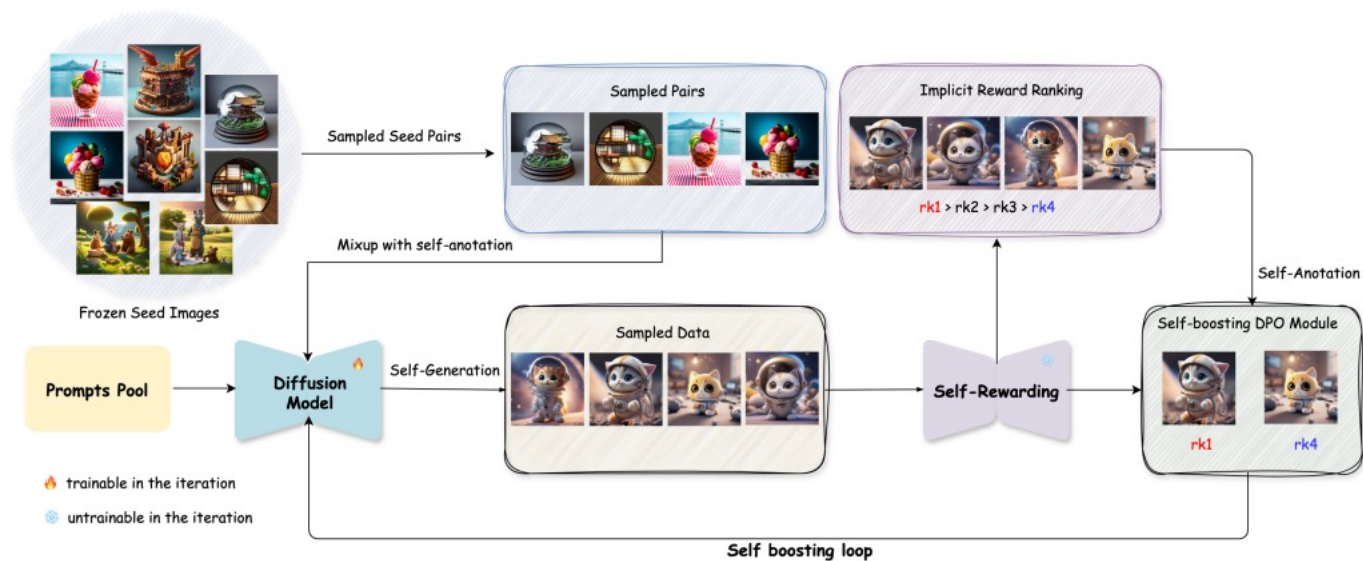 Sampled Pairs
Implicit Reward Ranking
Sampled Seed Pairs
rk1 > rk2 > rk3 > rk4
Mixup with self-anotation
Self-Anotation
Frozen Seed Images
Sampled Data
Self-boosting DPO Module
Prompts Pool
Diffusion
Model
Self-Generation
Self-Rewarding
rk1
rk4
trainable in the iteration
untrainable in the iteration
Self boosting loop